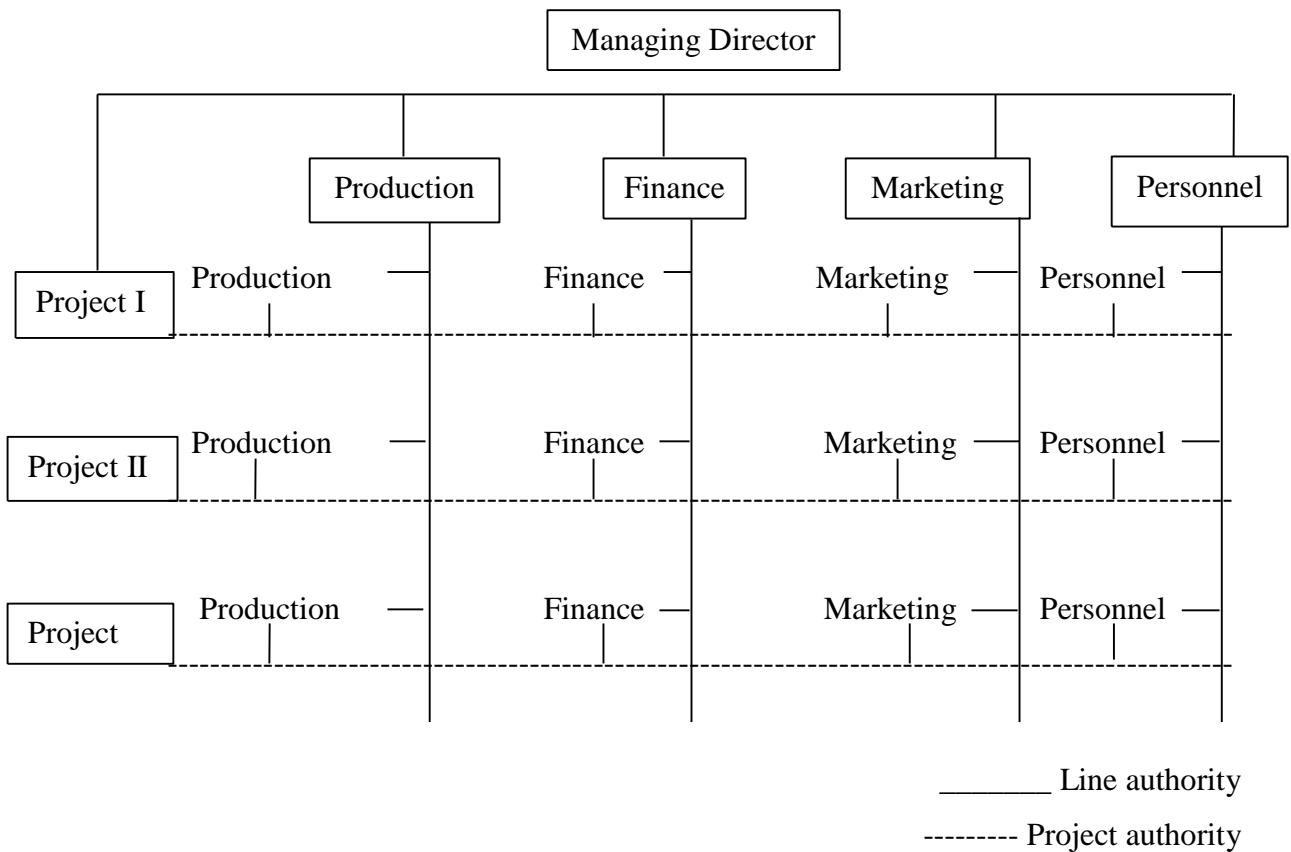 Managing Director
Production Finance Marketing Personnel
Project I Production Finance Marketing Personnel
Project II Production Finance Marketing Personnel
Project Production Finance Marketing Personnel
_______ Line authority
--------- Project authority